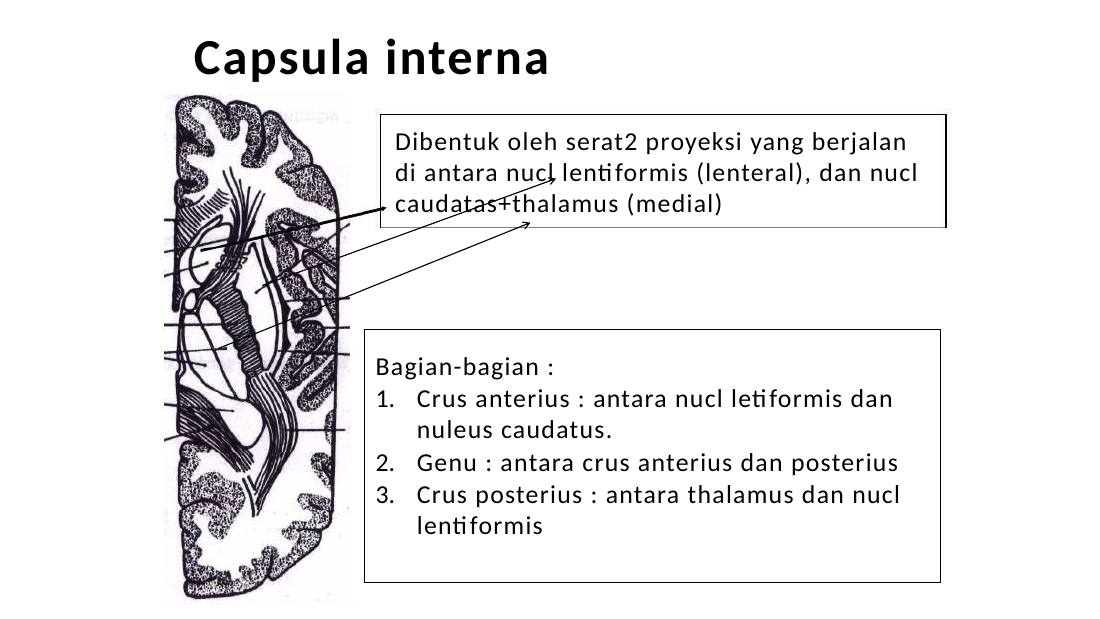 Capsula interna
Dibentuk oleh serat2 proyeksi yang berjalan
di antara nucl lentiformis (lenteral), dan nucl
caudatas+thalamus (medial)
Bagian-bagian :
1. Crus anterius : antara nucl letiformis dan
nuleus caudatus.
2. Genu : antara crus anterius dan posterius
3. Crus posterius : antara thalamus dan nucl
lentiformis